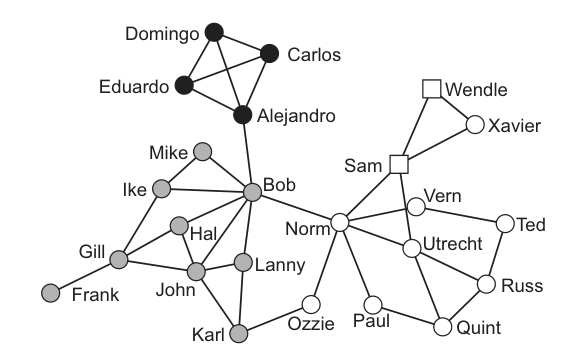 Domingo
Carlos
Eduardo
Alejandro
Wendle
Xavier
Mike
Sam
Ike
Bob
Vern
Norm
Ted
Hal
Utrecht
Gill
Lanny
John
Russ
Frank
Ozzie
Paul
Karl
Quint